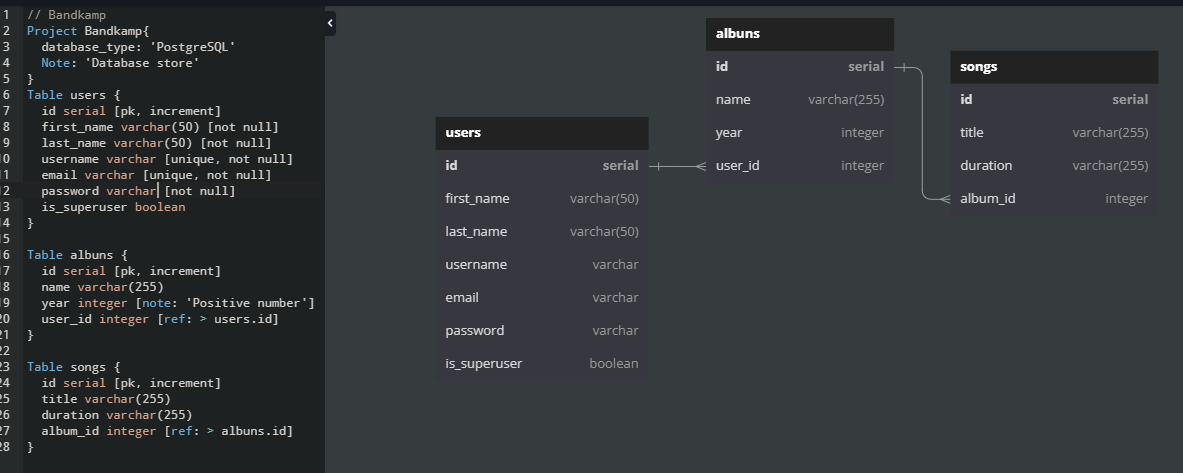 1 // Bandkamp
2 Project Bandkamp{
3 database_type: 'PostgreSQL'
4 Note: 'Database store'
5 }
6 Table users {
7 id serial [pk, increment]
8 first_name varchar(50) [not null]
9 last_name varchar(50) [not null]
10 username varchar [unique, not null]
11 email varchar [unique, not null]
12 password varchar [not null]
13 is_superuser boolean
14 }
15
16 Table albuns {
17 id serial [pk, increment]
18 name varchar(255)
19 year integer [note: 'Positive number']
20 user_id integer [ref: > users.id]
21 }
22
23 Table songs {
24 id serial [pk, increment]
25 title varchar(255)
26 duration varchar(255)
27 album_id integer [ref: > albuns.id]
28 }
users
id serial
first_name varchar(50)
last_name varchar(50)
username varchar
email varchar
password varchar
is_superuser boolean
albuns
id serial
name varchar(255)
year integer
user_id integer
songs
id serial
title varchar(255)
duration varchar(255)
album_id integer